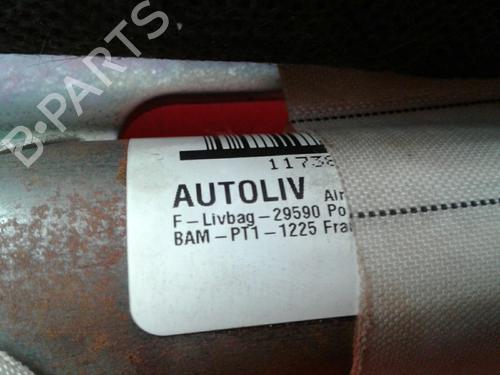 B-PARTS
11738
AUTOLIV Air
F-Livbag-29590 Po
BAM-PT1-1225 Fra